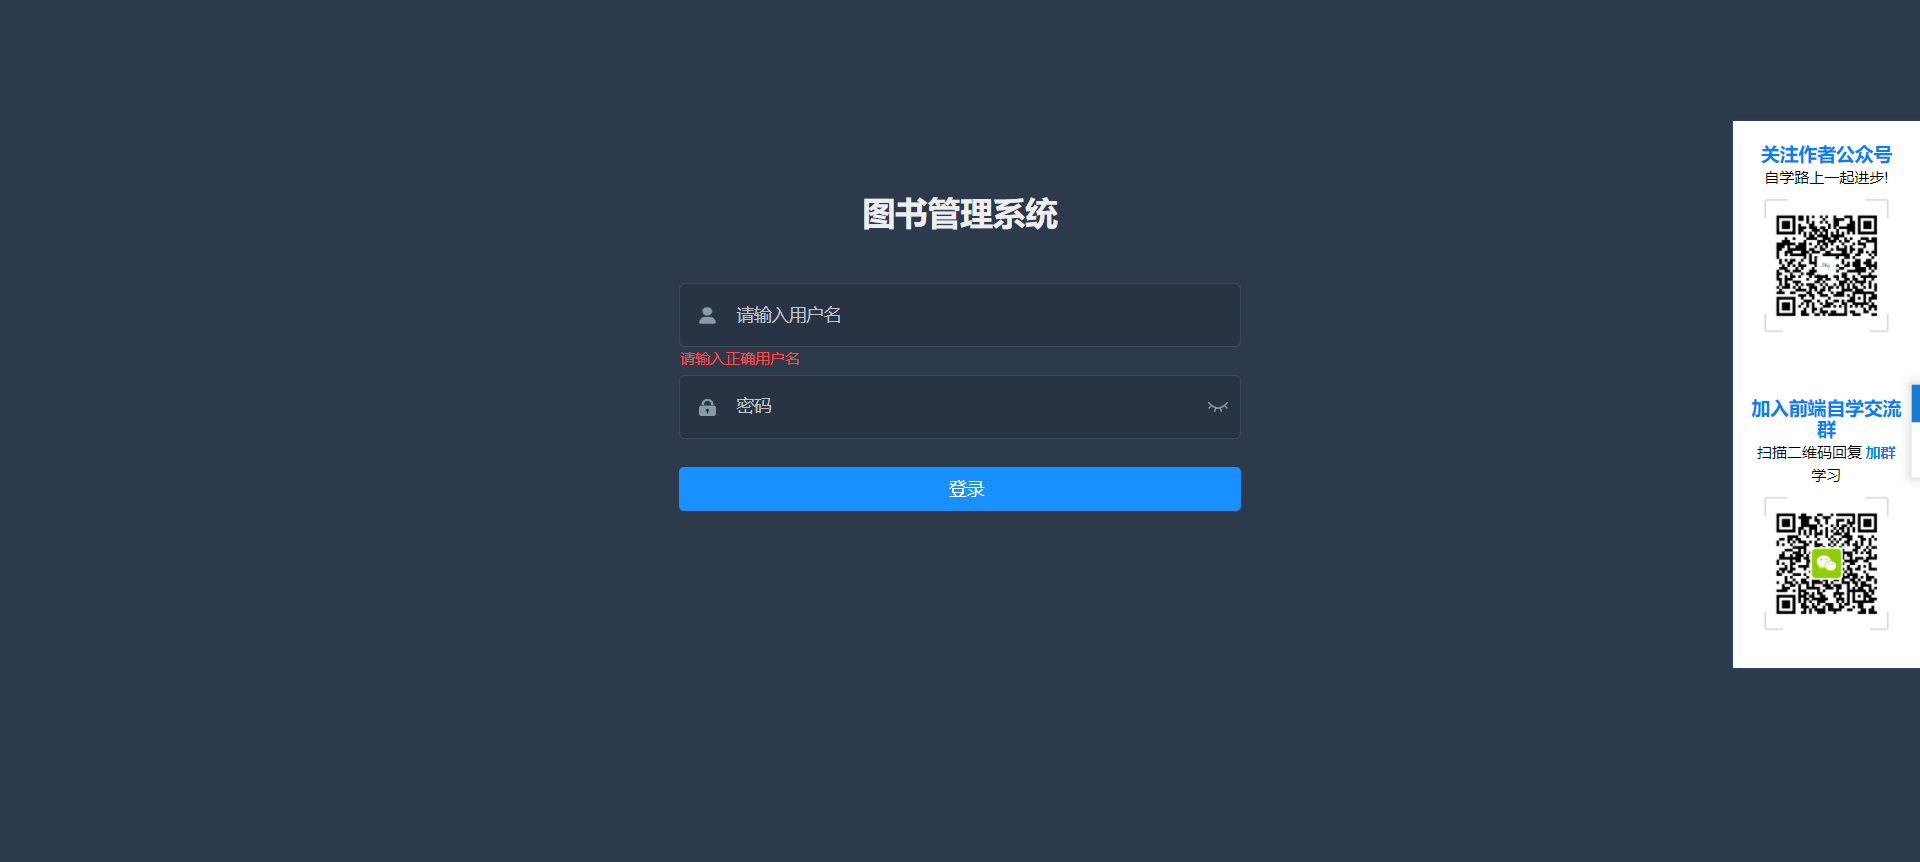 图书管理系统
请输入用户名
请输入正确用户名
密码
登录
关注作者公众号
自学路上一起进步!
加入前端自学交流
群
扫描二维码回复 加群
学习